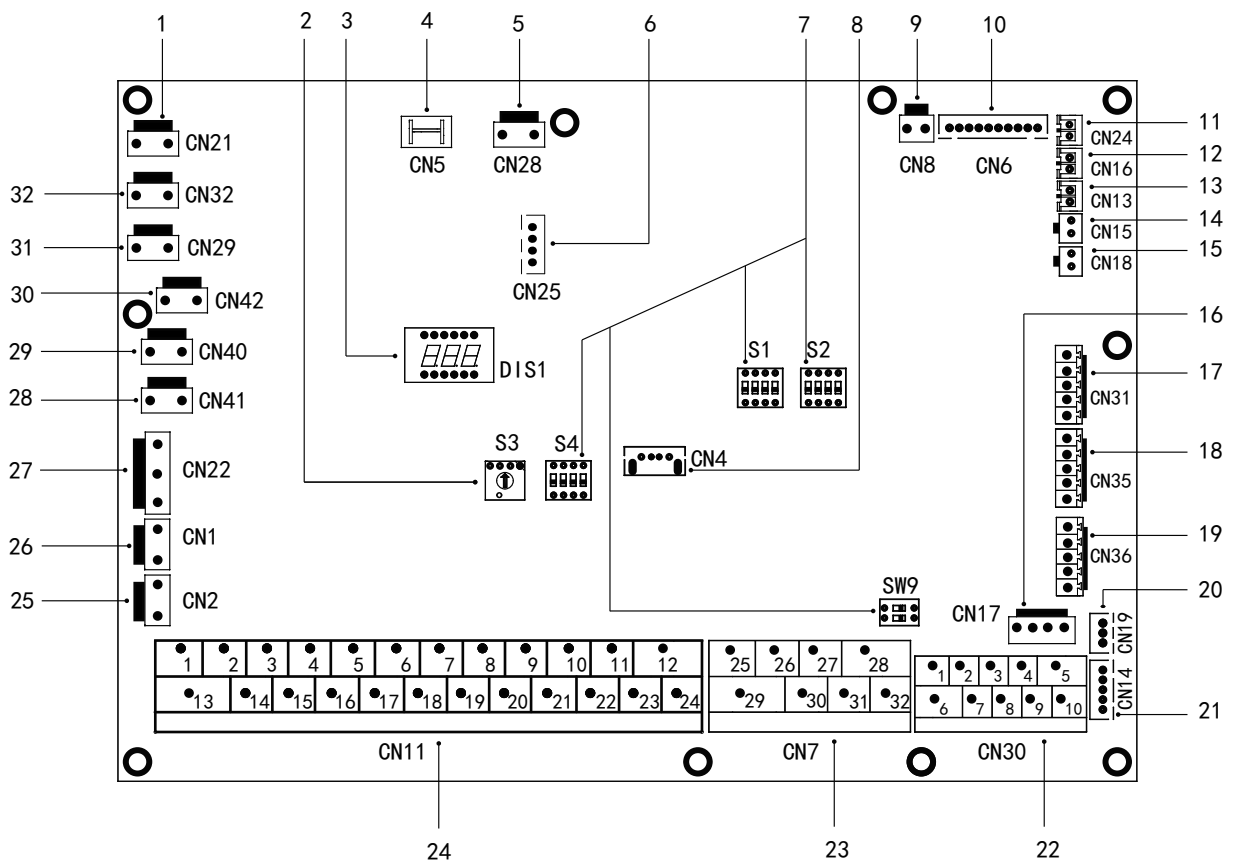 1 2 3 4 5 6 7 8 9 10
CN21 CN5 CN28 CN8 CN6 CN24 11
32 CN32 CN16 12
CN13 13
31 CN29 CN15 14
CN18 15
30 CN42 CN25 16
29 CN40 DIS1 S1 S2 17
28 CN41 CN31
S3 S4 CN4 18
27 CN22 CN35
26 CN1 CN36 19
25 CN2 SW9 CN17 20
CN19
1 2 3 4 5 6 7 8 9 10 11 12
13 14 15 16 17 18 19 20 21 22 23 24
25 26 27 28
29 30 31 32
1 2 3 4 5
6 7 8 9 10
CN14
21
CN11 CN7 CN30
24 23 22